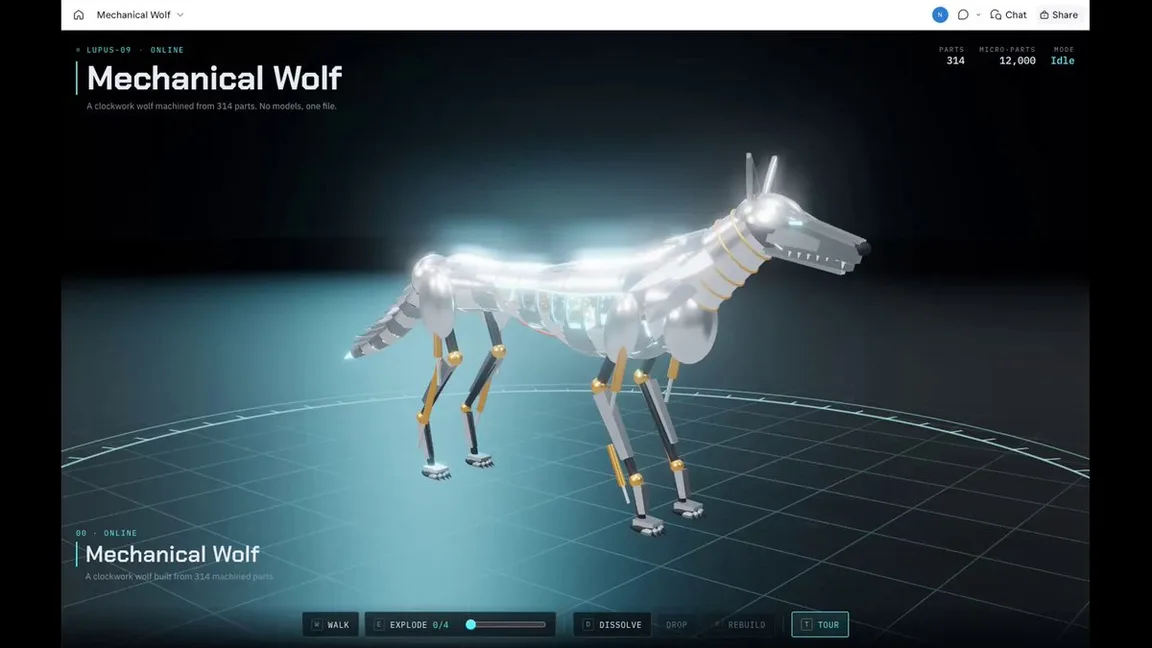 Mechanical Wolf
N
Chat
Share
LUPUS-09 · ONLINE
Mechanical Wolf
A clockwork wolf machined from 314 parts. No models, one file.
PARTS
314
MICRO-PARTS
12,000
MODE
Idle
00 · ONLINE
Mechanical Wolf
A clockwork wolf built from 314 machined parts
W WALK
E EXPLODE 0/4
D DISSOLVE
DROP
REBUILD
T TOUR